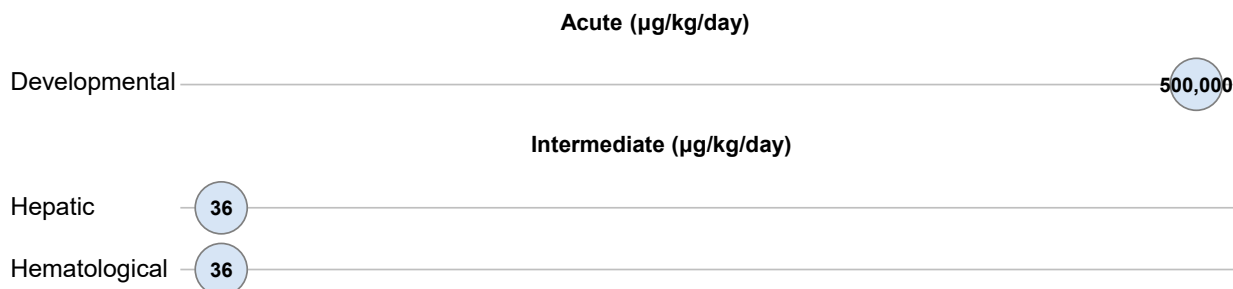 Acute (µg/kg/day)
Developmental 500,000
Intermediate (µg/kg/day)
Hepatic 36
Hematological 36